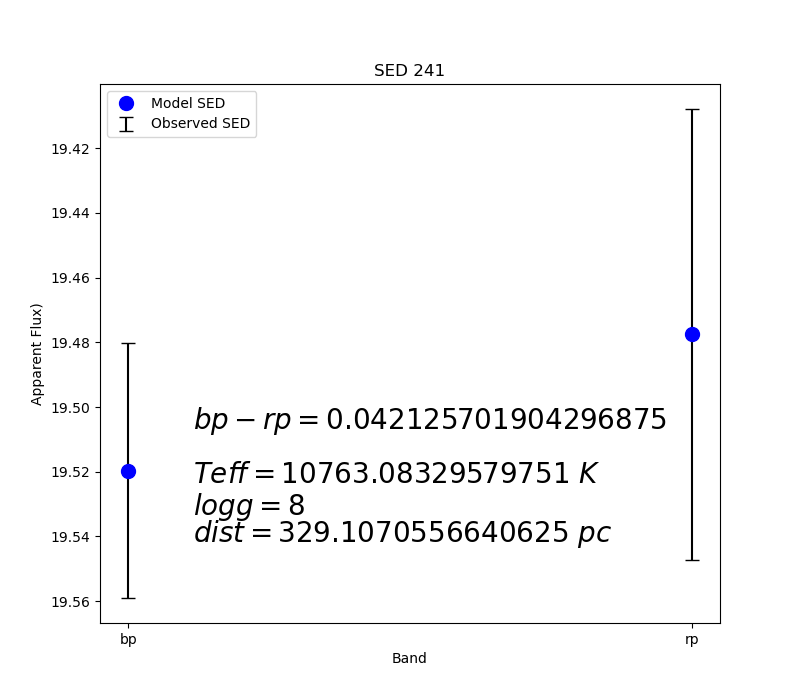 SED 241
Model SED
Observed SED
19.42
19.44
19.46
19.48
19.50
19.52
19.54
19.56
Apparent Flux)
bp − rp = 0.042125701904296875
Teff = 10763.08329579751 K
logg = 8
dist = 329.1070556640625 pc
bp
rp
Band